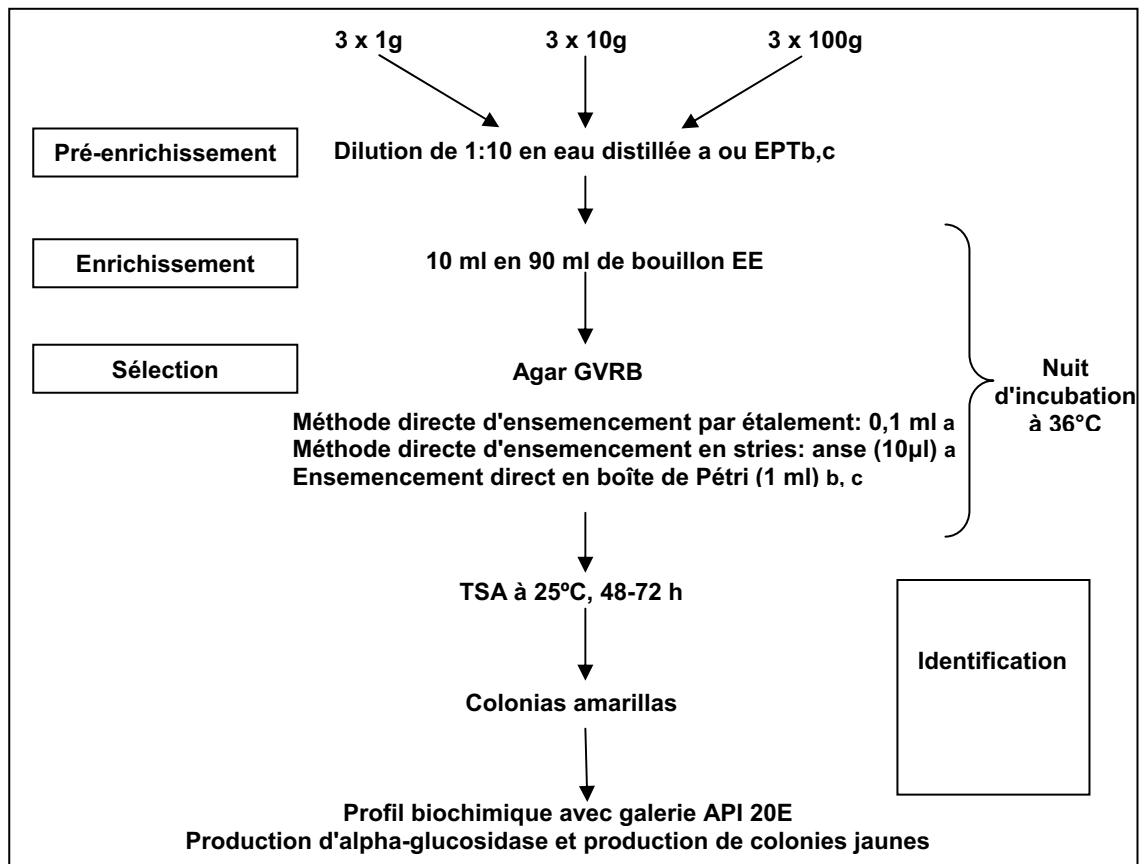 3 x 1g 3 x 10g 3 x 100g
Pré-enrichissement Dilution de 1:10 en eau distillée a ou EPTb,c
Enrichissement 10 ml en 90 ml de bouillon EE
Sélection Agar GVRB
Nuit
d'incubation
à 36°C
Méthode directe d'ensemencement par étalement: 0,1 ml a
Méthode directe d'ensemencement en stries: anse (10µl) a
Ensemencement direct en boîte de Pétri (1 ml) b, c
TSA à 25ºC, 48-72 h
Identification
Colonias amarillas
Profil biochimique avec galerie API 20E
Production d'alpha-glucosidase et production de colonies jaunes